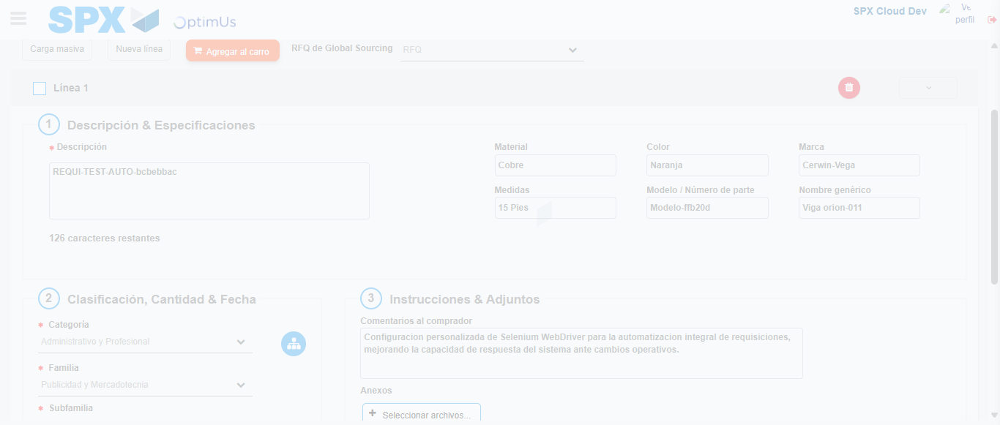 SPX
OptimUs
SPX Cloud Dev
Ve
perfil
Carga masiva
Nueva línea
Agregar al carro
RFQ de Global Sourcing
RFQ
Línea 1
1 Descripción & Especificaciones
* Descripción
REQUI-TEST-AUTO-bcbebbac
126 caracteres restantes
Material
Color
Marca
Cobre
Naranja
Cerwin-Vega
Medidas
Modelo / Número de parte
Nombre genérico
15 Pies
Modelo-ffb20d
Viga orion-011
2 Clasificación, Cantidad & Fecha
* Categoría
Administrativo y Profesional
* Familia
Publicidad y Mercadotecnia
* Subfamilia
3 Instrucciones & Adjuntos
Comentarios al comprador
Configuracion personalizada de Selenium WebDriver para la automatizacion integral de requisiciones,
mejorando la capacidad de respuesta del sistema ante cambios operativos.
Anexos
+ Seleccionar archivos...